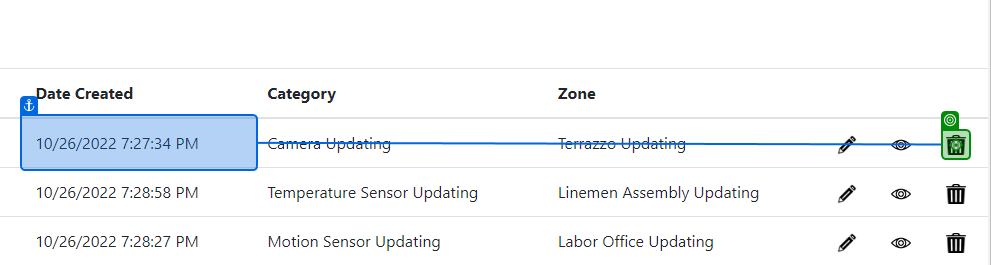 Date Created Category Zone
10/26/2022 7:27:34 PM Camera Updating Terrazzo Updating
10/26/2022 7:28:58 PM Temperature Sensor Updating Linemen Assembly Updating
10/26/2022 7:28:27 PM Motion Sensor Updating Labor Office Updating